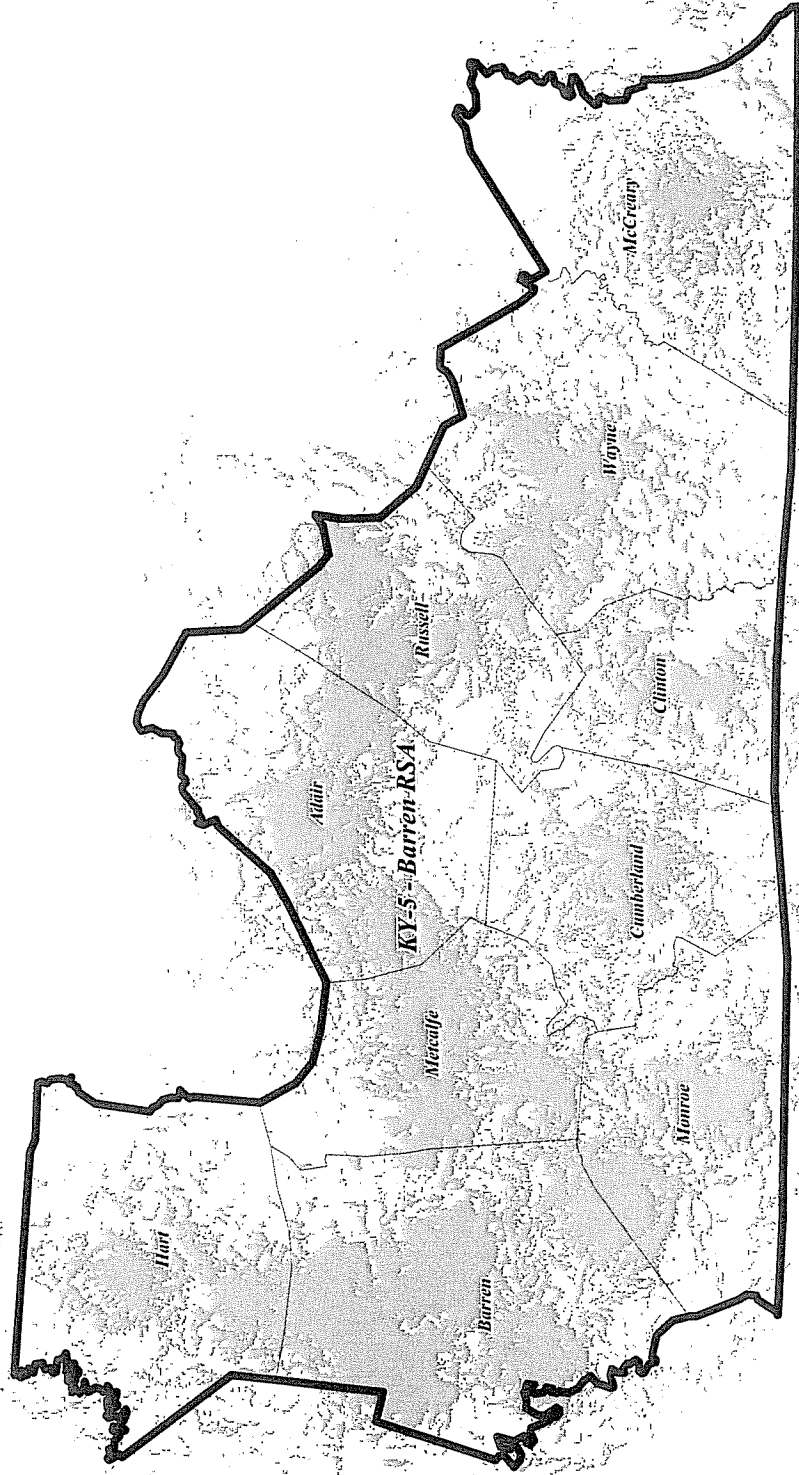 Hart
Barren
Metcalfe
Monroe
Adair
KY-5 - Barren RSA
Cumberland
Russell
Clinton
Wayne
McCreary